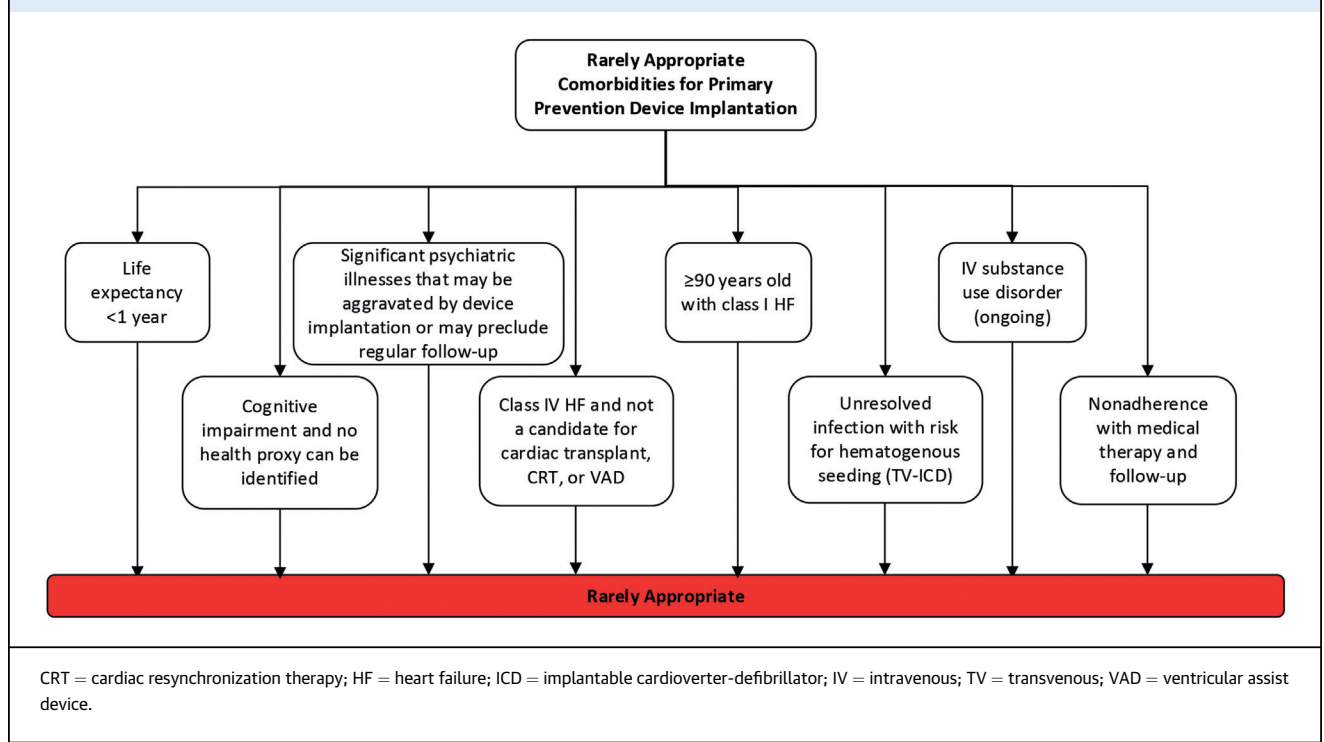 Rarely Appropriate
Comorbidities for Primary
Prevention Device Implantation
Life
expectancy
<1 year
Significant psychiatric
illnesses that may be
aggravated by device
implantation or may preclude
regular follow-up
≥90 years old
with class I HF
IV substance
use disorder
(ongoing)
Cognitive
impairment and no
health proxy can be
identified
Class IV HF and not
a candidate for
cardiac transplant,
CRT, or VAD
Unresolved
infection with risk
for hematogenous
seeding (TV-ICD)
Nonadherence
with medical
therapy and
follow-up
Rarely Appropriate
CRT = cardiac resynchronization therapy; HF = heart failure; ICD = implantable cardioverter-defibrillator; IV = intravenous; TV = transvenous; VAD = ventricular assist
device.